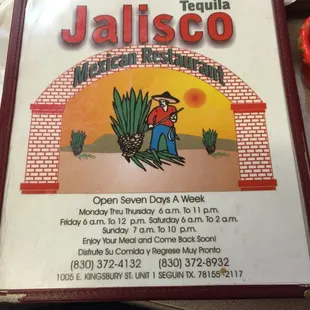 Tequila
Jalisco
Mexican Restaurant
Open Seven Days A Week
Monday Thru Thursday 6 a.m. To 11 p.m.
Friday 6 a.m. To 12 p.m. Saturday 6 a.m. To 2 a.m.
Sunday 7 a.m. To 10 p.m.
Enjoy Your Meal and Come Back Soon!
Disfrute Su Comida y Regrese Muy Pronto
(830) 372-4132 (830) 372-8932
1005 E. KINGSBURY ST. UNIT 1 SEGUIN TX. 78155-2117